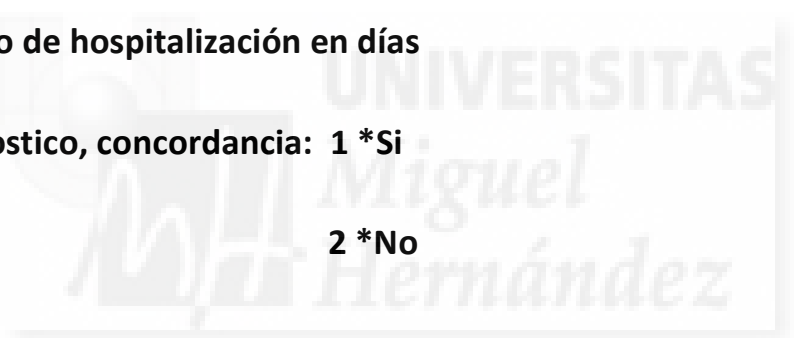 o de hospitalización en días
UNIVERSITAS
ostico, concordancia: 1 *Si
Miguel
2 *No
Hernández